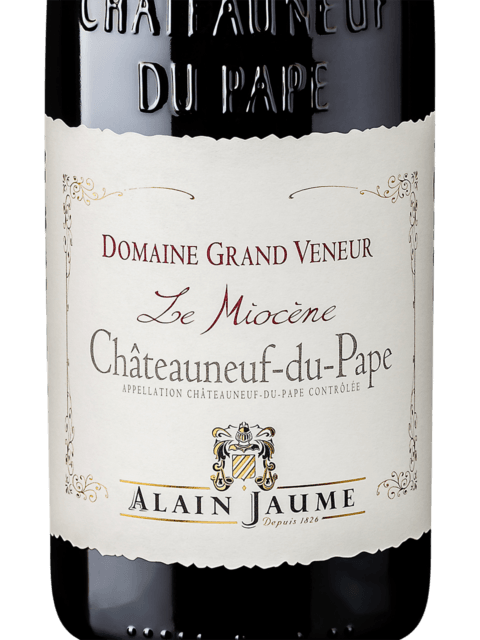 CHATEAUNEUF
DU PAPE
DOMAINE GRAND VENEUR
Le Miocène
Châteauneuf-du-Pape
APPELLATION CHÂTEAUNEUF-DU-PAPE CONTRÔLÉE
ALAIN JAUME
Depuis 1826